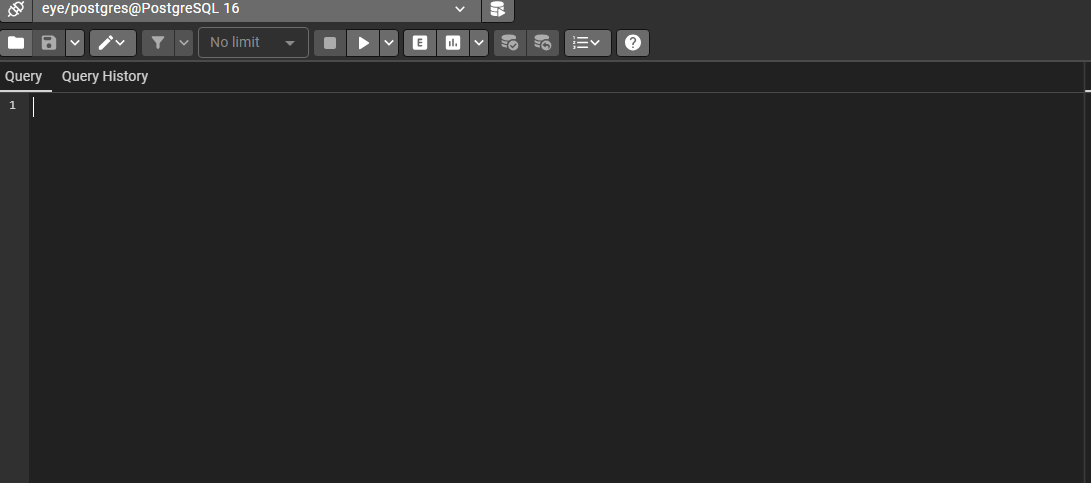 eye/postgres@PostgreSQL 16
No limit
E
Query Query History
1